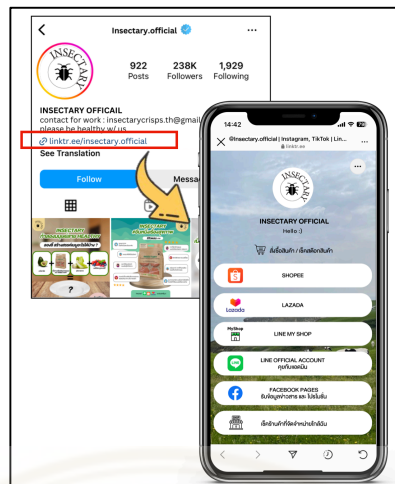 Insectary.official
INSECTARY
922
238K
1,929
Posts
Followers
Following
INSECTARY OFFICAIL
contact for work : insectarycrisps.th@gmail
please be healthy w/ us
linktr.ee/insectary.official
See Translation
Follow
Messa
INSECTARY
HEALTHY
?
INSECTARY
14:42
@Insectary.official | Instagram, TikTok | Lin...
linktr.ee
INSECTARY
INSECTARY OFFICIAL
Hello :)
สั่งซื้อสินค้า / เช็กสต็อกสินค้า
SHOPEE
Lazada
LAZADA
MyShop
LINE MY SHOP
LINE
LINE OFFICIAL ACCOUNT
คุยกับแอดมิน
FACEBOOK PAGES
รับข้อมูลข่าวสาร และ โปรโมชั่น
เช็กร้านค้าที่จัดจำหน่ายใกล้ฉัน